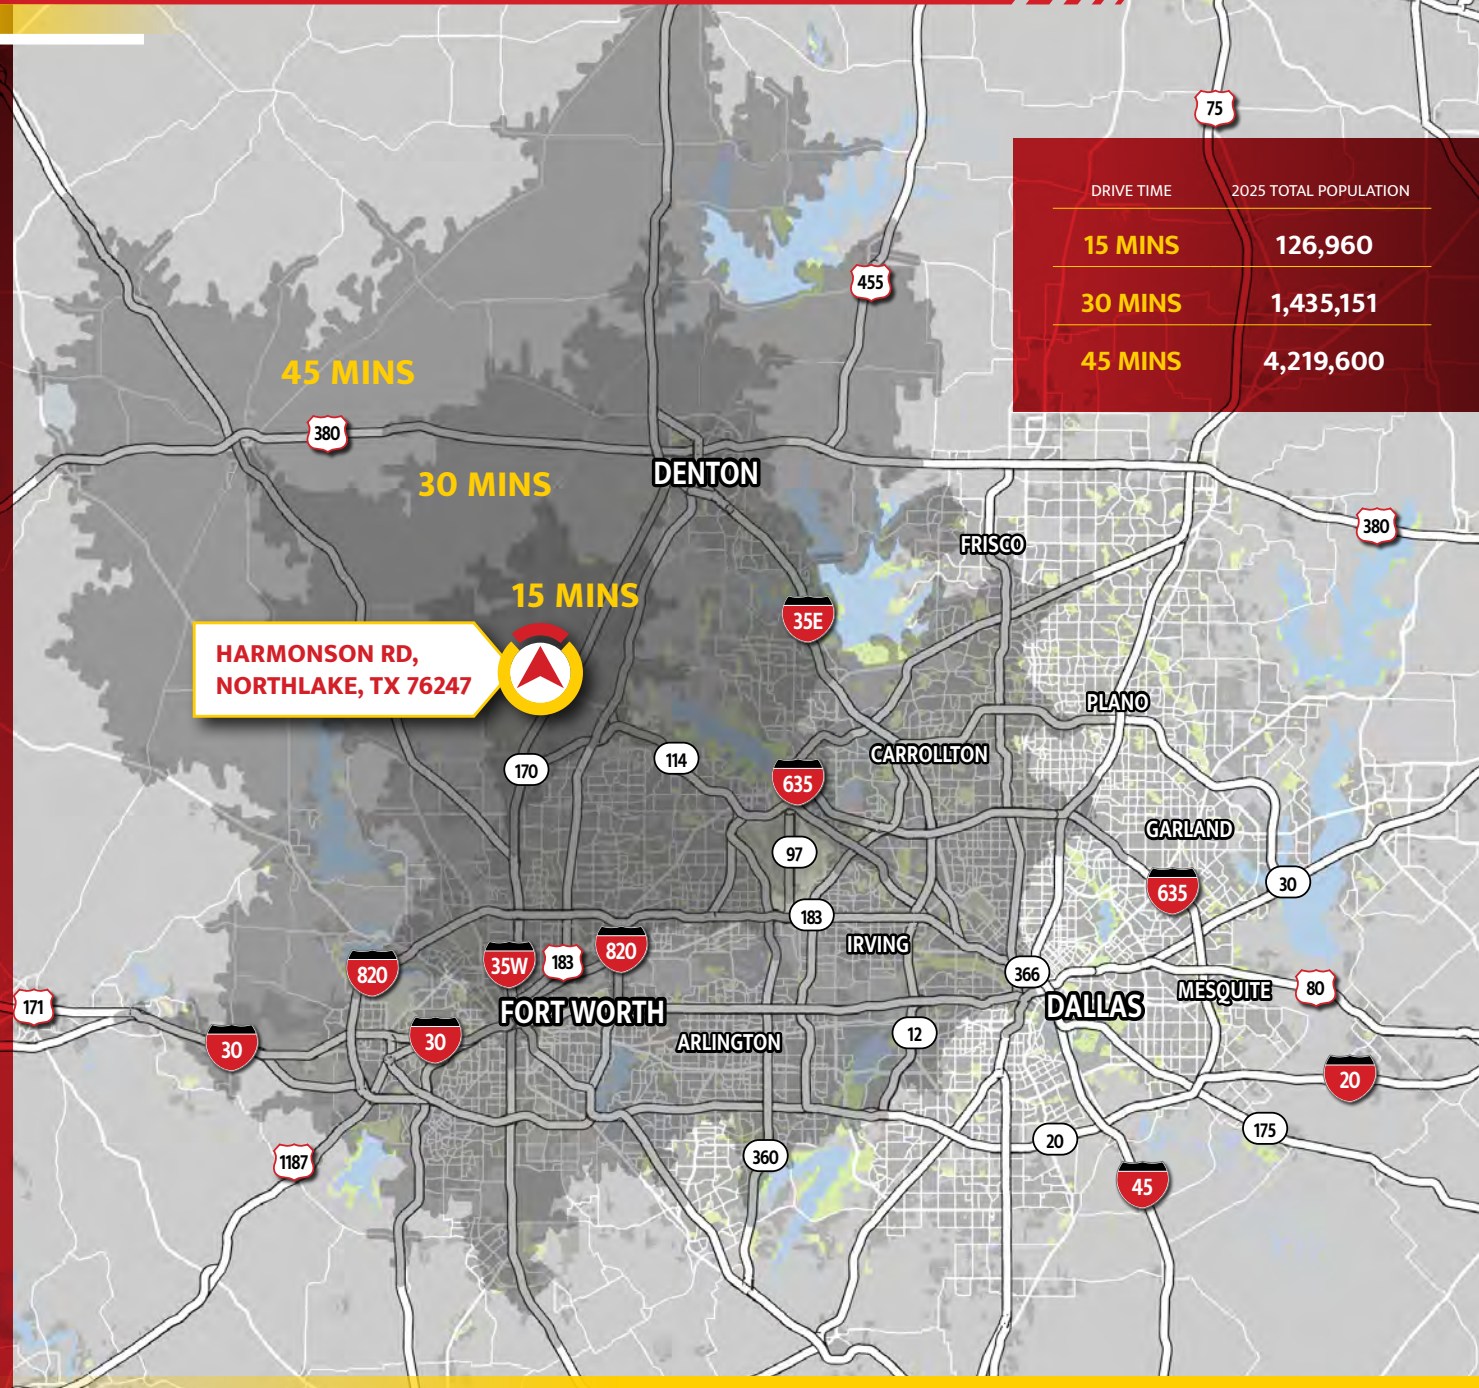 75
DRIVE TIME 2025 TOTAL POPULATION
15 MINS 126,960
30 MINS 1,435,151
45 MINS 4,219,600
455
45 MINS
380
30 MINS
DENTON
380
FRISCO
15 MINS
35E
HARMONSON RD,
NORTHLAKE, TX 76247
PLANO
CARROLLTON
114
170
635
GARLAND
97
30
635
183
IRVING
820
35W
183
820
366
171
FORT WORTH
DALLAS
MESQUITE
80
30
30
ARLINGTON
12
20
175
20
360
1187
45